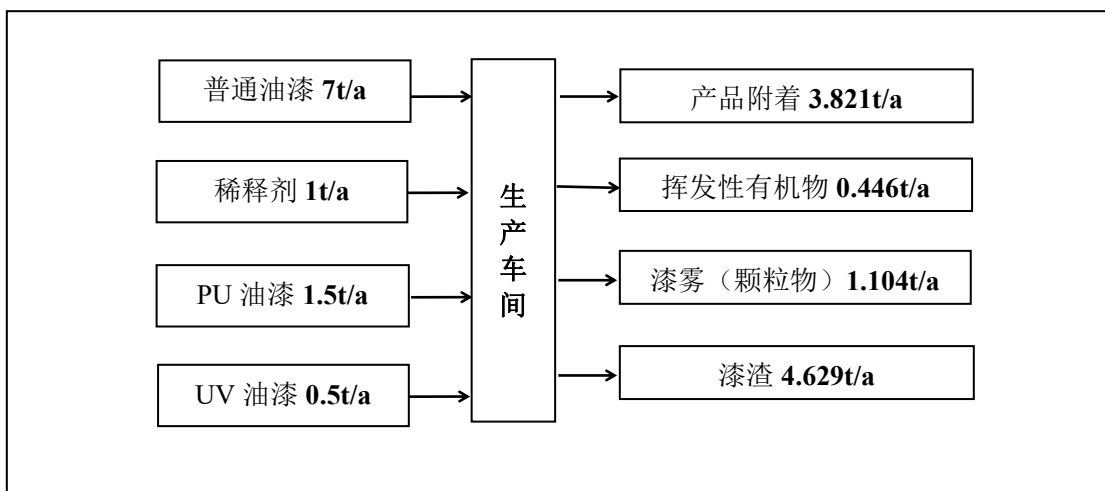 普通油漆 7t/a
稀释剂 1t/a
PU 油漆 1.5t/a
UV 油漆 0.5t/a
生产车间
产品附着 3.821t/a
挥发性有机物 0.446t/a
漆雾（颗粒物）1.104t/a
漆渣 4.629t/a